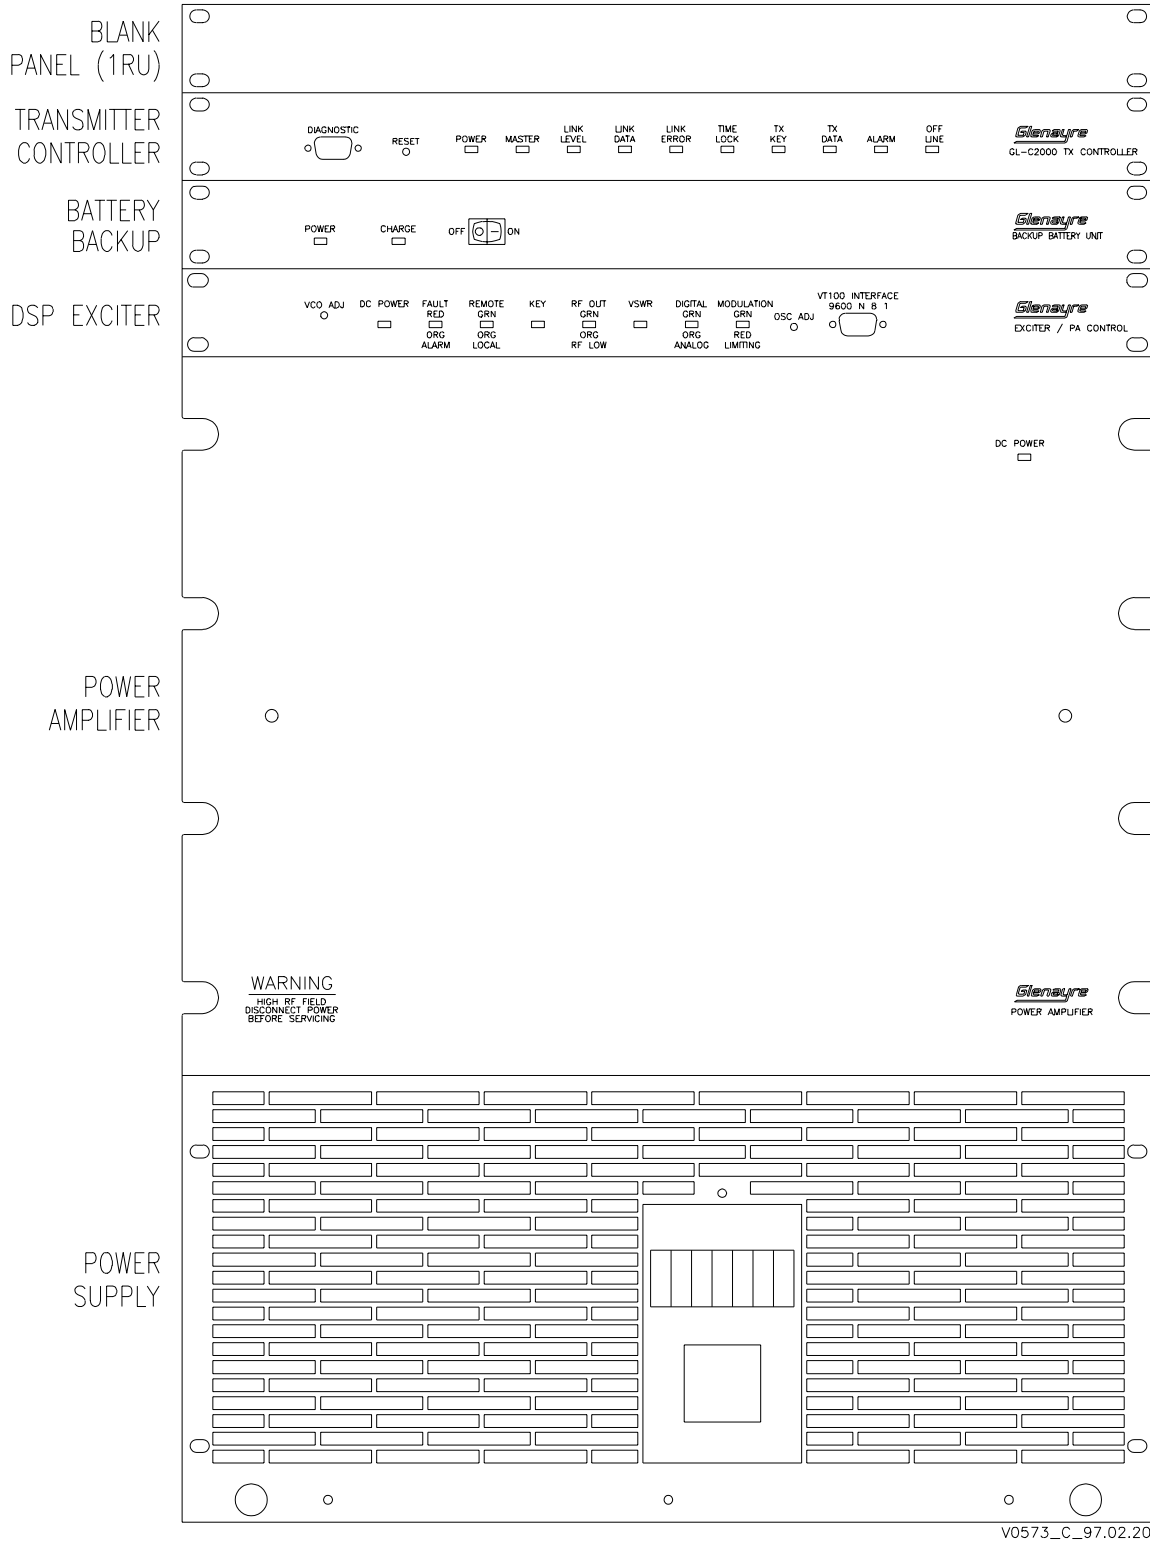 BLANK
PANEL (1RU)
TRANSMITTER
CONTROLLER
DIAGNOSTIC
RESET
POWER
MASTER
LINK
LEVEL
LINK
DATA
LINK
ERROR
TIME
LOCK
TX
KEY
TX
DATA
ALARM
OFF
LINE
Glenayre
GL-C2000 TX CONTROLLER
BATTERY
BACKUP
POWER
CHARGE
OFF
ON
Glenayre
BACKUP BATTERY UNIT
DSP EXCITER
VCO ADJ
DC POWER
FAULT
RED
ORG
ALARM
REMOTE
GRN
ORG
LOCAL
KEY
RF OUT
GRN
ORG
RF LOW
VSWR
DIGITAL
GRN
ORG
ANALOG
MODULATION
GRN
RED
LIMITING
OSC ADJ
VT100 INTERFACE
9600 N 8 1
Glenayre
EXCITER / PA CONTROL
DC POWER
POWER
AMPLIFIER
WARNING
HIGH RF FIELD
DISCONNECT POWER
BEFORE SERVICING
Glenayre
POWER AMPLIFIER
POWER
SUPPLY
V0573_C_97.02.20